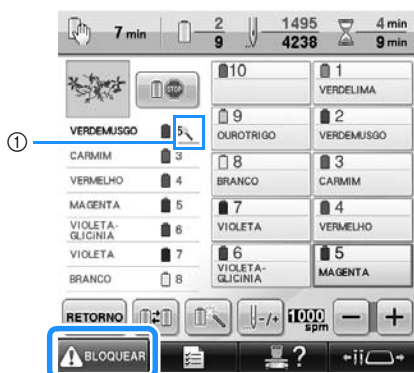 7 min
2
9
1495
4238
4 min
9 min
STOP
10
1
VERDELIMA
VERDEMUSGO 5
①
9
OUROTRIGO
2
VERDEMUSGO
CARMIM 3
8
BRANCO
3
CARMIM
VERMELHO 4
MAGENTA 5
7
VIOLETA
4
VERMELHO
VIOLETA-
GLICINIA 6
VIOLETA 7
6
VIOLETA-
GLICINIA
5
MAGENTA
BRANCO 8
RETORNO
-/+
1000
spm
− +
BLOQUEAR
?